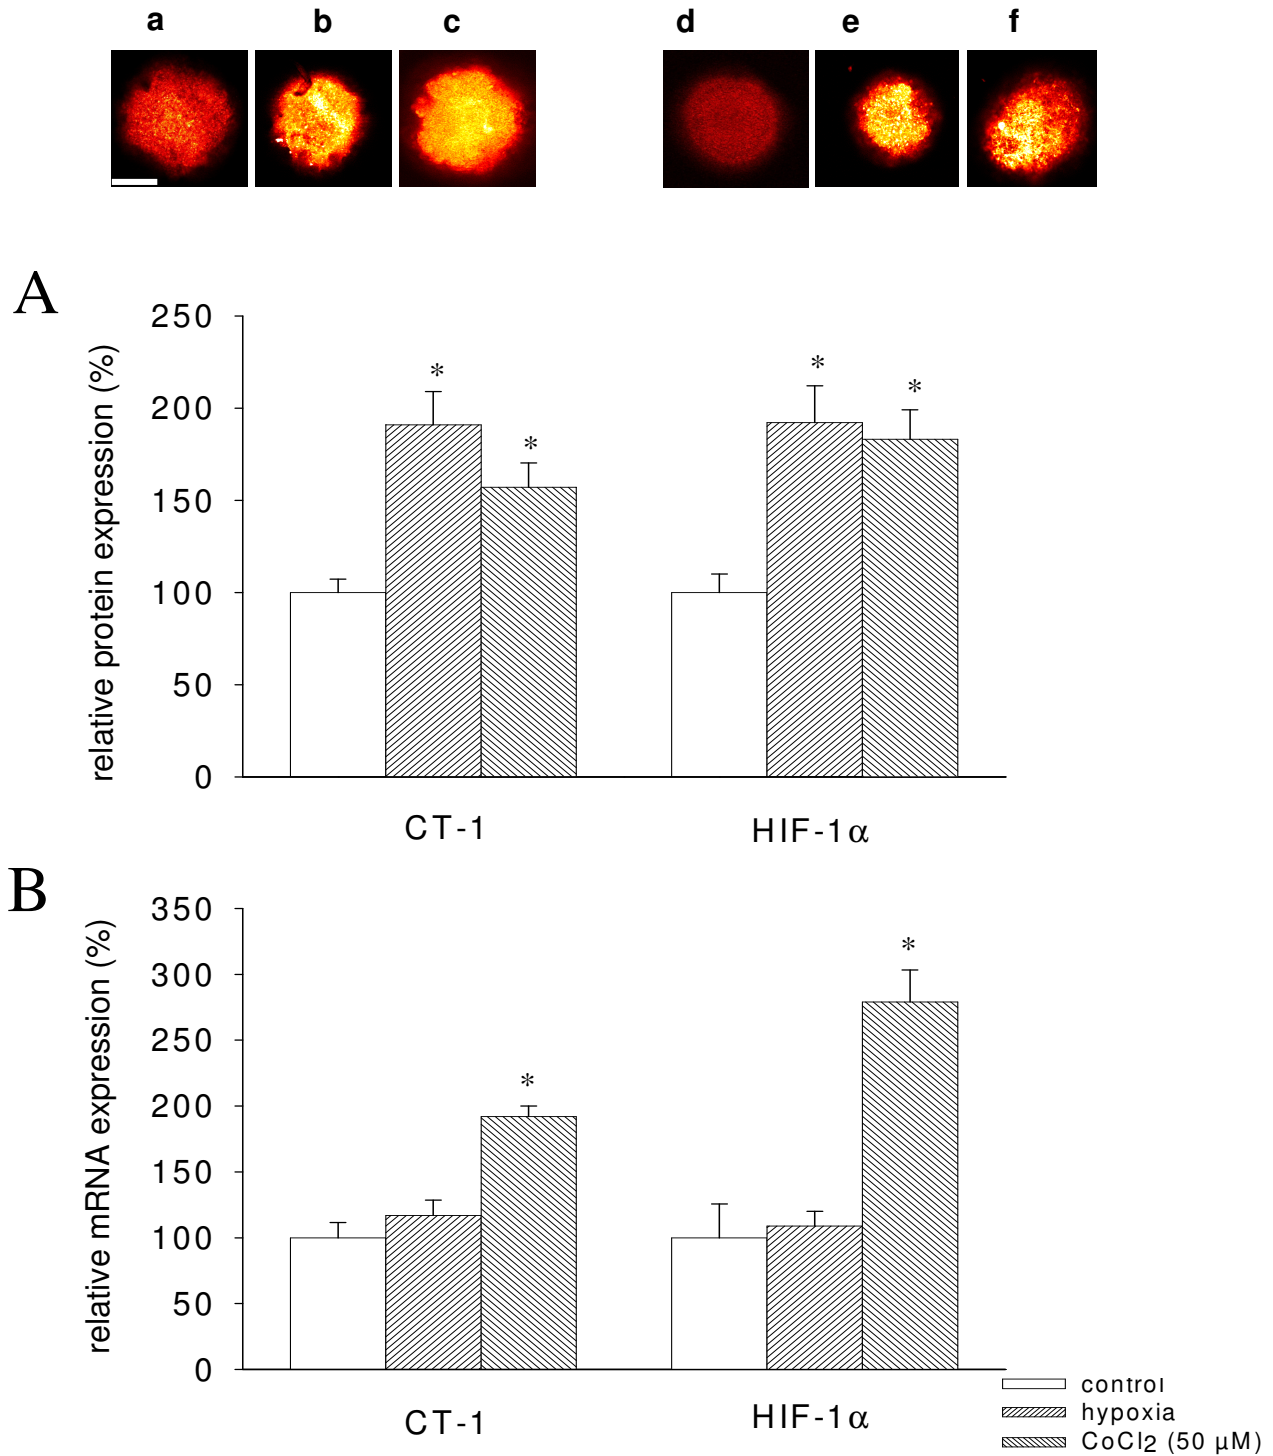 a b c d e f
A
relative protein expression (%)
250
200
150
100
50
0
* * * *
CT-1 HIF-1α
B
relative mRNA expression (%)
350
300
250
200
150
100
50
0
* *
CT-1 HIF-1α
control
hypoxia
CoCl2 (50 µM)